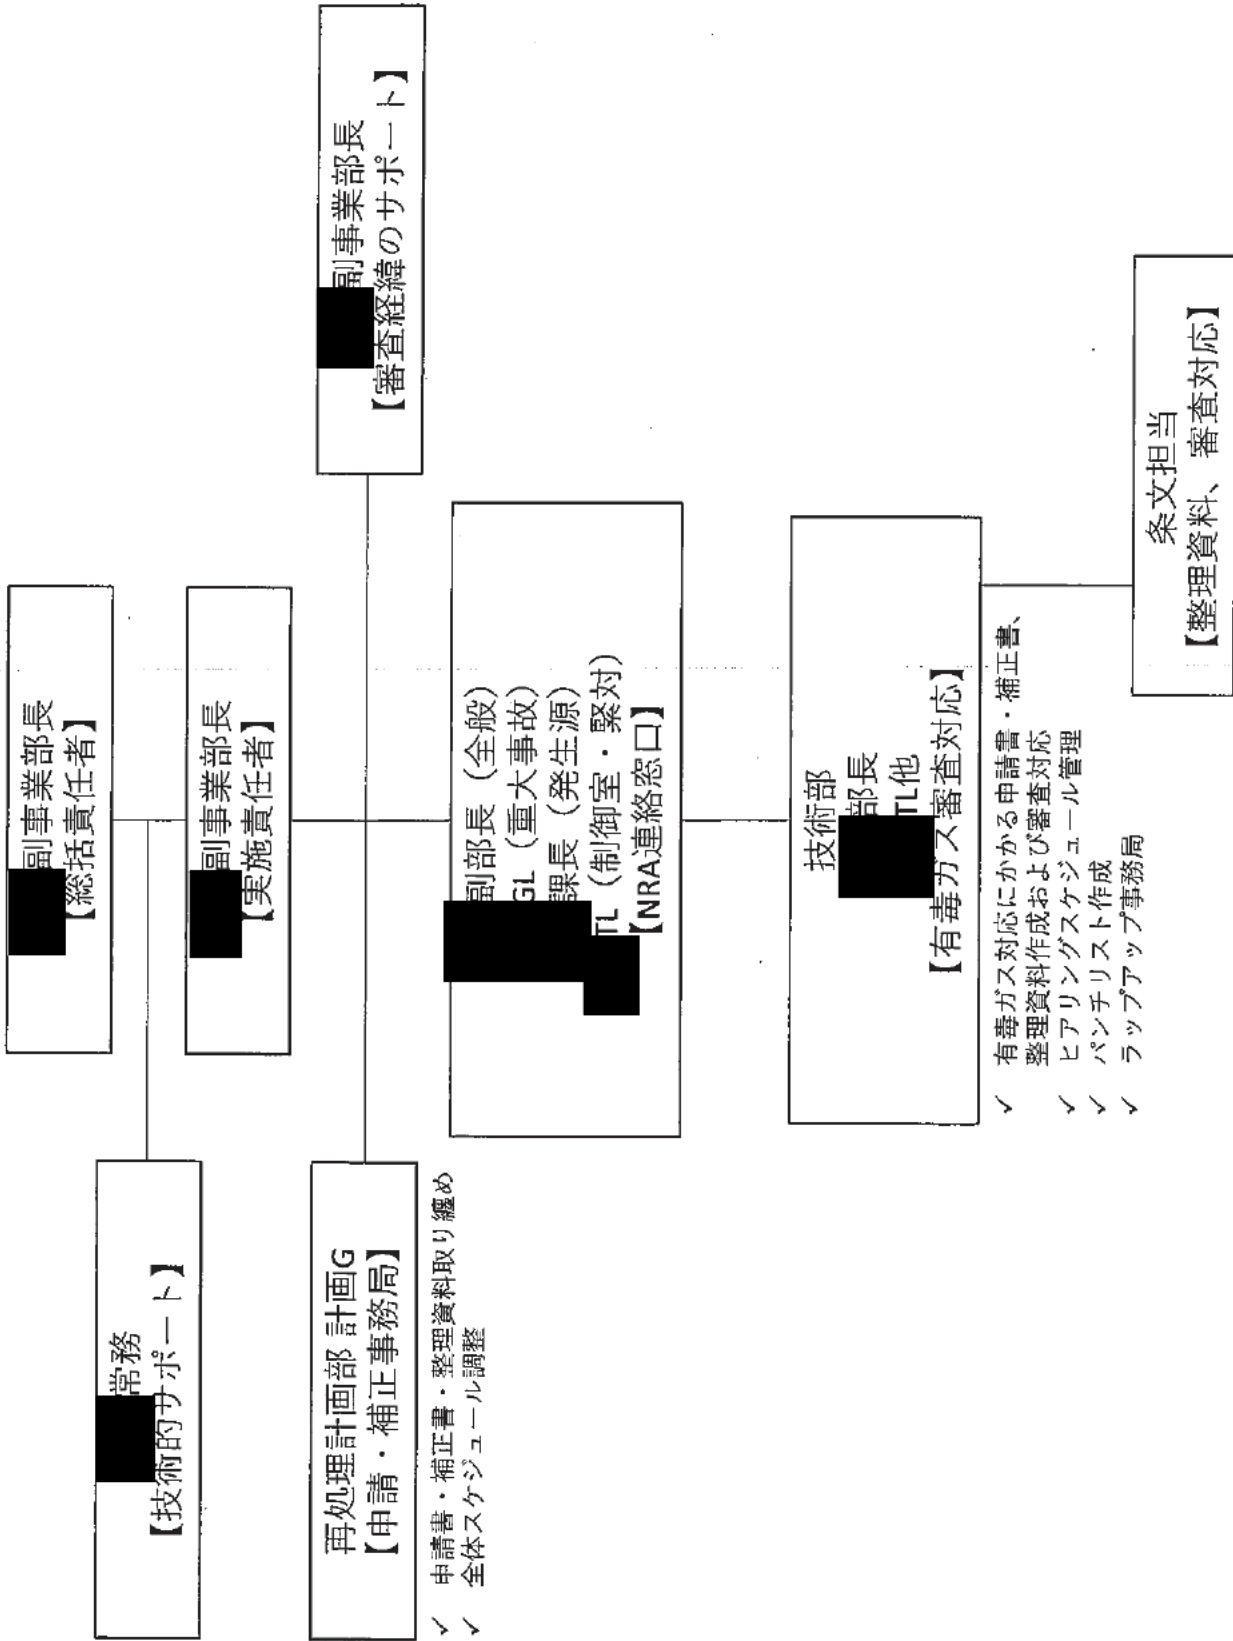 副事業部長
【総括責任者】
常務
【技術的サポート】
副事業部長
【実施責任者】
再処理計画部 計画G
【申請・補正事務局】
✓ 申請書・補正書・整理資料取り纏め
✓ 全体スケジュール調整
副事業部長
【審査経緯のサポート】
副部長（全般）
GL（重大事故）
課長（発生源）
TL（制御室・緊対）
【NRA連絡窓口】
技術部
部長
TL他
【有毒ガス審査対応】
✓ 有毒ガス対応にかかる申請書・補正書、
整理資料作成および審査対応
✓ ヒアリングスケジュール管理
✓ パンチリスト作成
✓ ラップアップ事務局
条文担当
【整理資料、審査対応】